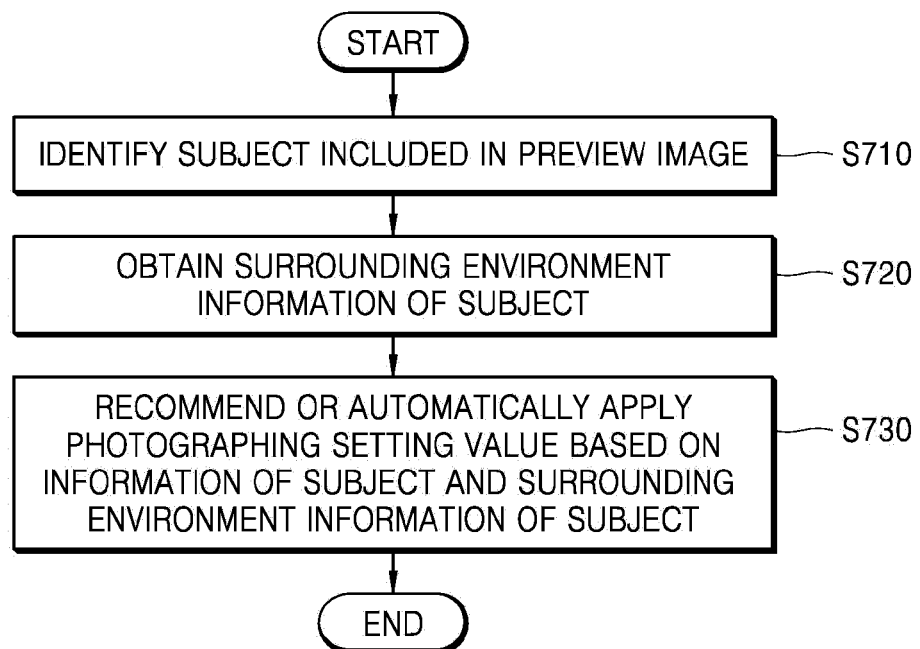 START
IDENTIFY SUBJECT INCLUDED IN PREVIEW IMAGE
S710
OBTAIN SURROUNDING ENVIRONMENT
INFORMATION OF SUBJECT
S720
RECOMMEND OR AUTOMATICALLY APPLY
PHOTOGRAPHING SETTING VALUE BASED ON
INFORMATION OF SUBJECT AND SURROUNDING
ENVIRONMENT INFORMATION OF SUBJECT
S730
END